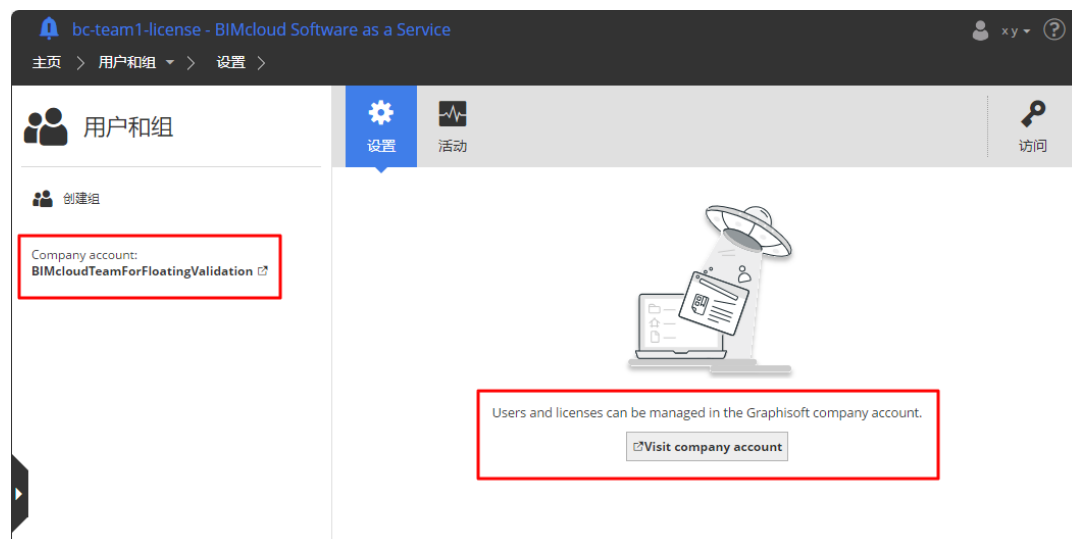 bc-team1-license - BIMcloud Software as a Service
x y
?
主页 > 用户和组 > 设置 >
用户和组
设置
活动
访问
创建组
Company account:
BIMcloudTeamForFloatingValidation
Users and licenses can be managed in the Graphisoft company account.
Visit company account